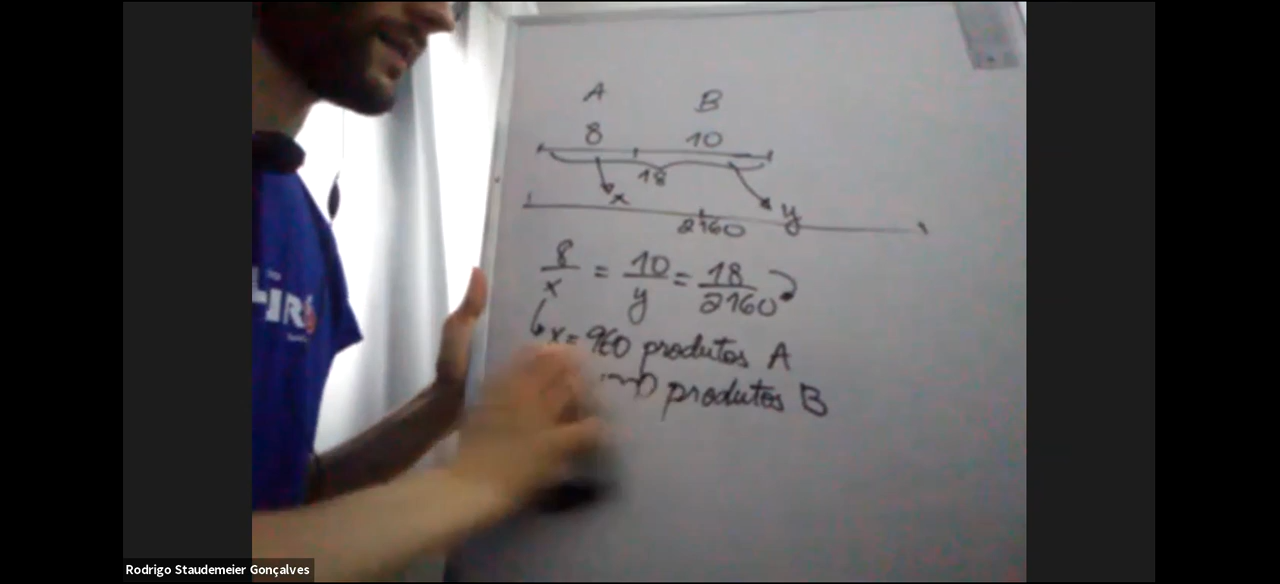 A B
8 10
18
x y
2160
8/x = 10/y = 18/2160
x = 960 produtos A
produtos B
Rodrigo Staudemeier Gonçalves